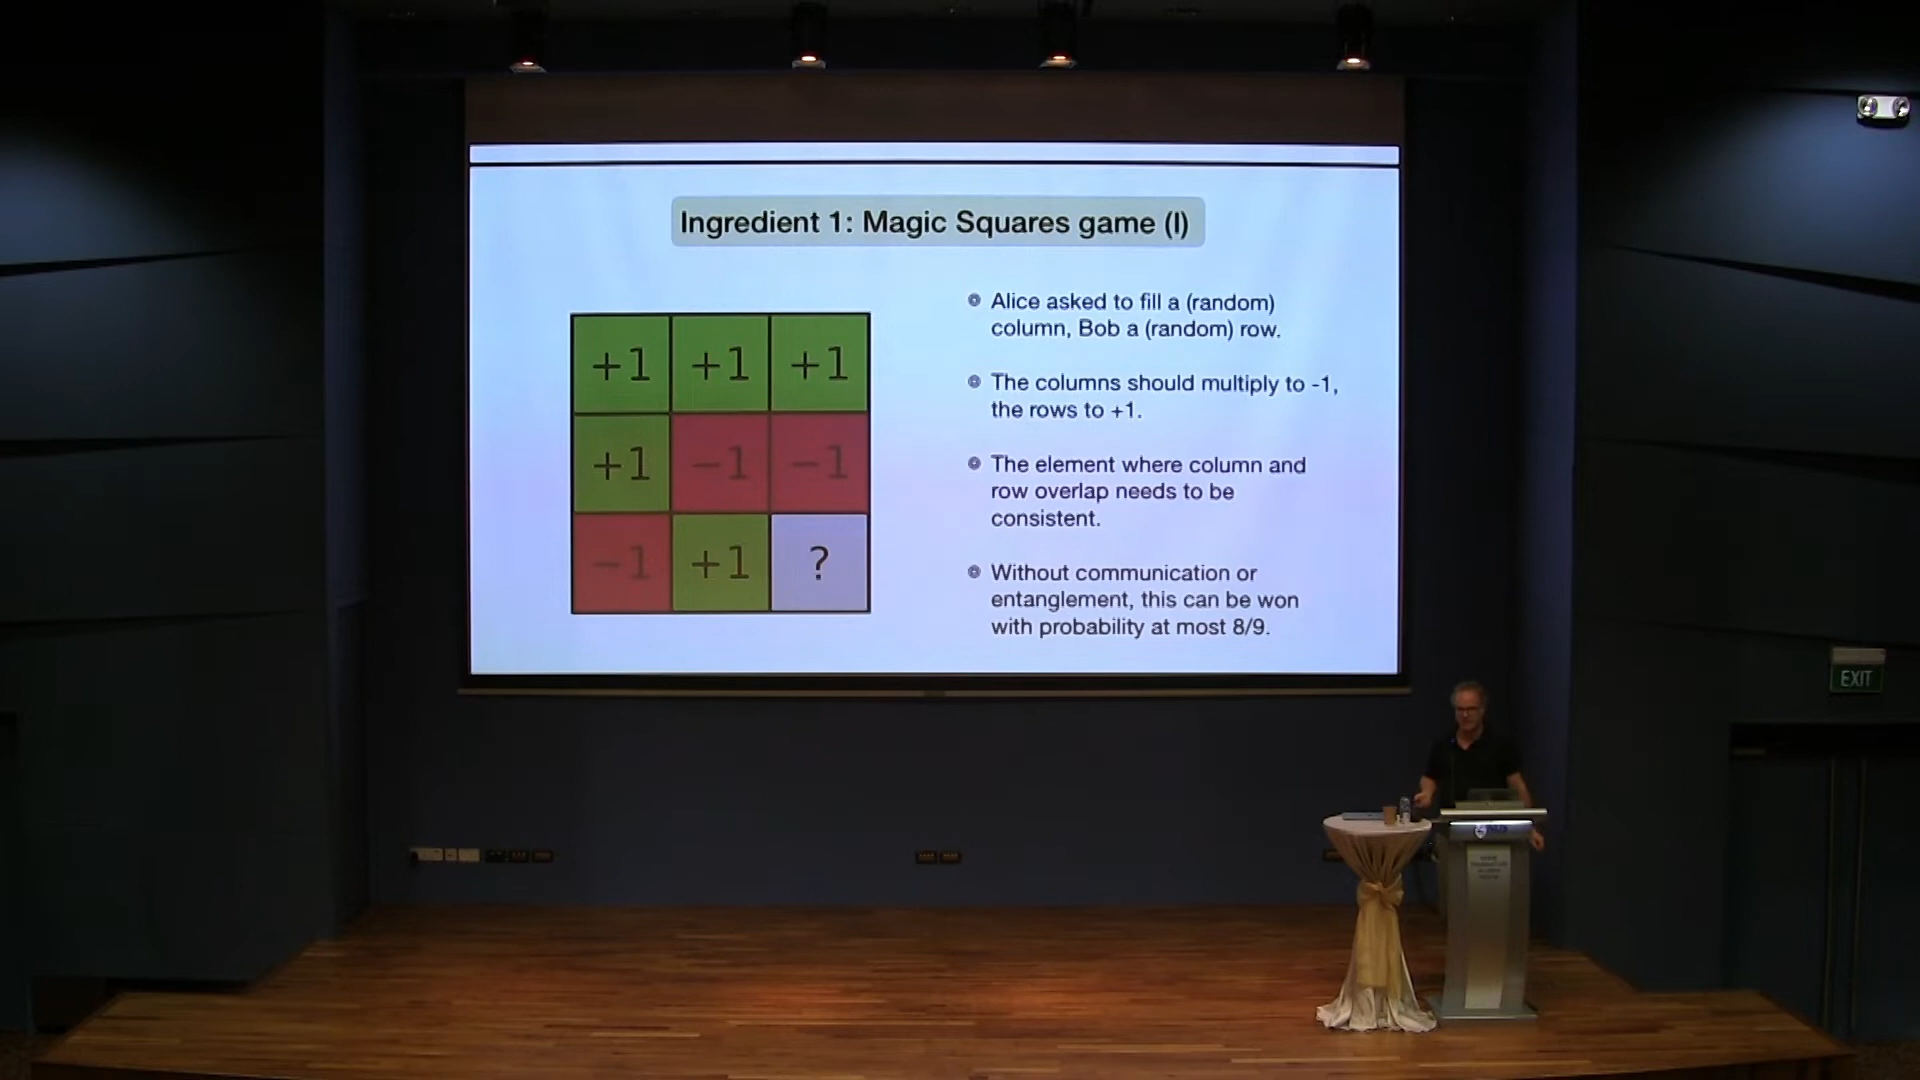 Ingredient 1: Magic Squares game (I)
+1 +1 +1
+1 −1 −1
−1 +1 ?
Alice asked to fill a (random)
column, Bob a (random) row.
The columns should multiply to -1,
the rows to +1.
The element where column and
row overlap needs to be
consistent.
Without communication or
entanglement, this can be won
with probability at most 8/9.
EXIT